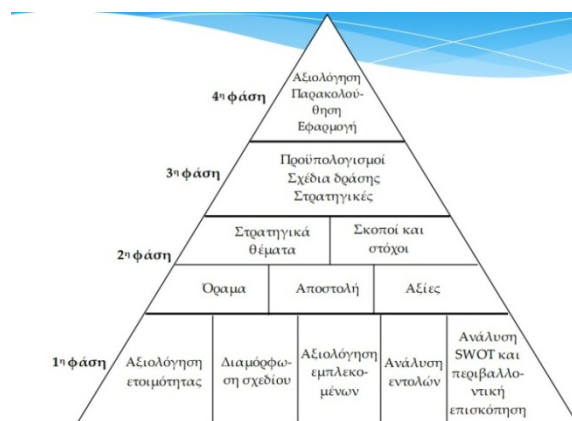 Αξιολόγηση
4η φάση
Παρακολού-
θηση
Εφαρμογή
Προϋπολογισμοί
3η φάση
Σχέδια δράσης
Στρατηγικές
Στρατηγικά
θέματα
Σκοποί και
στόχοι
2η φάση
Όραμα
Αποστολή
Αξίες
1η φάση
Αξιολόγηση
ετοιμότητας
Διαμόρφω-
ση σχεδίου
Αξιολόγηση
εμπλεκο-
μένων
Ανάλυση
εντολών
Ανάλυση
SWOT και
περιβαλλο-
ντική
επισκόπηση